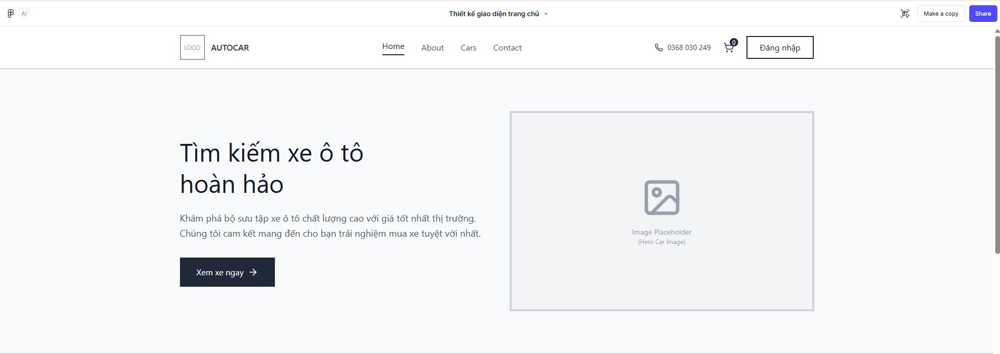 AI
Thiết kế giao diện trang chủ
Make a copy
Share
LOGO
AUTOCAR
Home
About
Cars
Contact
0368 030 249
0
Đăng nhập
Tìm kiếm xe ô tô
hoàn hảo
Khám phá bộ sưu tập xe ô tô chất lượng cao với giá tốt nhất thị trường.
Chúng tôi cam kết mang đến cho bạn trải nghiệm mua xe tuyệt vời nhất.
Xem xe ngay
Image Placeholder
(Hero Car Image)